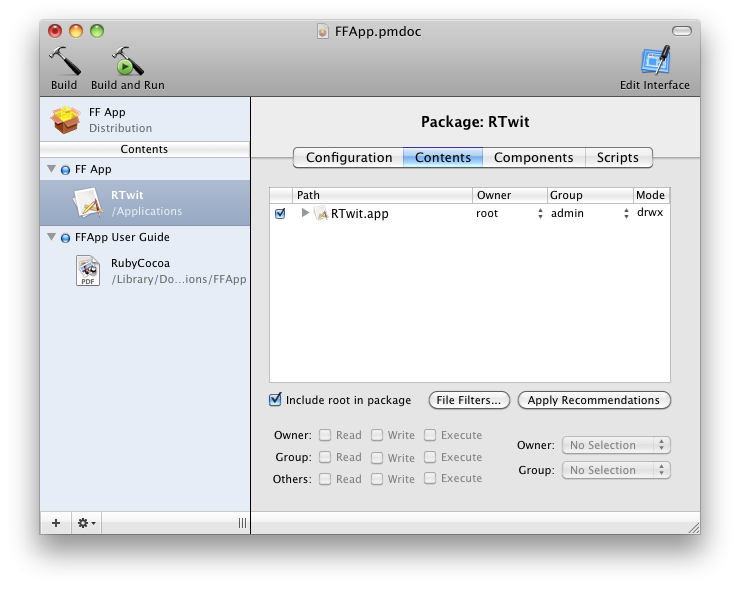 FFApp.pmdoc
Build
Build and Run
Edit Interface
FF App
Distribution
Contents
FF App
RTwit
/Applications
FFApp User Guide
RubyCocoa
/Library/Do...ions/FFApp
PDF
Package: RTwit
Configuration Contents Components Scripts
Path Owner Group Mode
RTwit.app root admin drwx
Include root in package File Filters... Apply Recommendations
Owner: Read Write Execute
Group: Read Write Execute
Others: Read Write Execute
Owner: No Selection
Group: No Selection